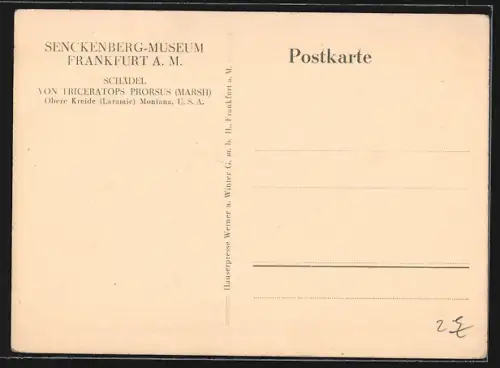 SENCKENBERG-MUSEUM
FRANKFURT A. M.
SCHÄDEL
VON TRICERATOPS PRORSUS (MARSH)
Obere Kreide (Laramie) Montana, U. S. A.
Hauserpresse Werner u. Winter G. m. b. H., Frankfurt a. M.
Postkarte